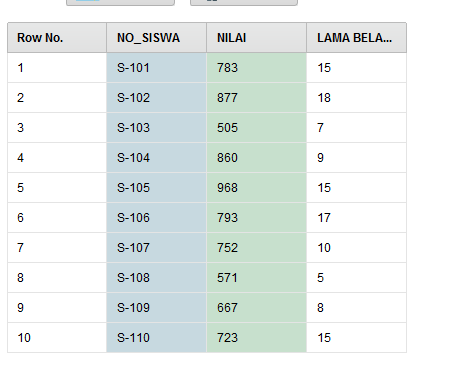 Row No. NO_SISWA NILAI LAMA BELA...
1 S-101 783 15
2 S-102 877 18
3 S-103 505 7
4 S-104 860 9
5 S-105 968 15
6 S-106 793 17
7 S-107 752 10
8 S-108 571 5
9 S-109 667 8
10 S-110 723 15